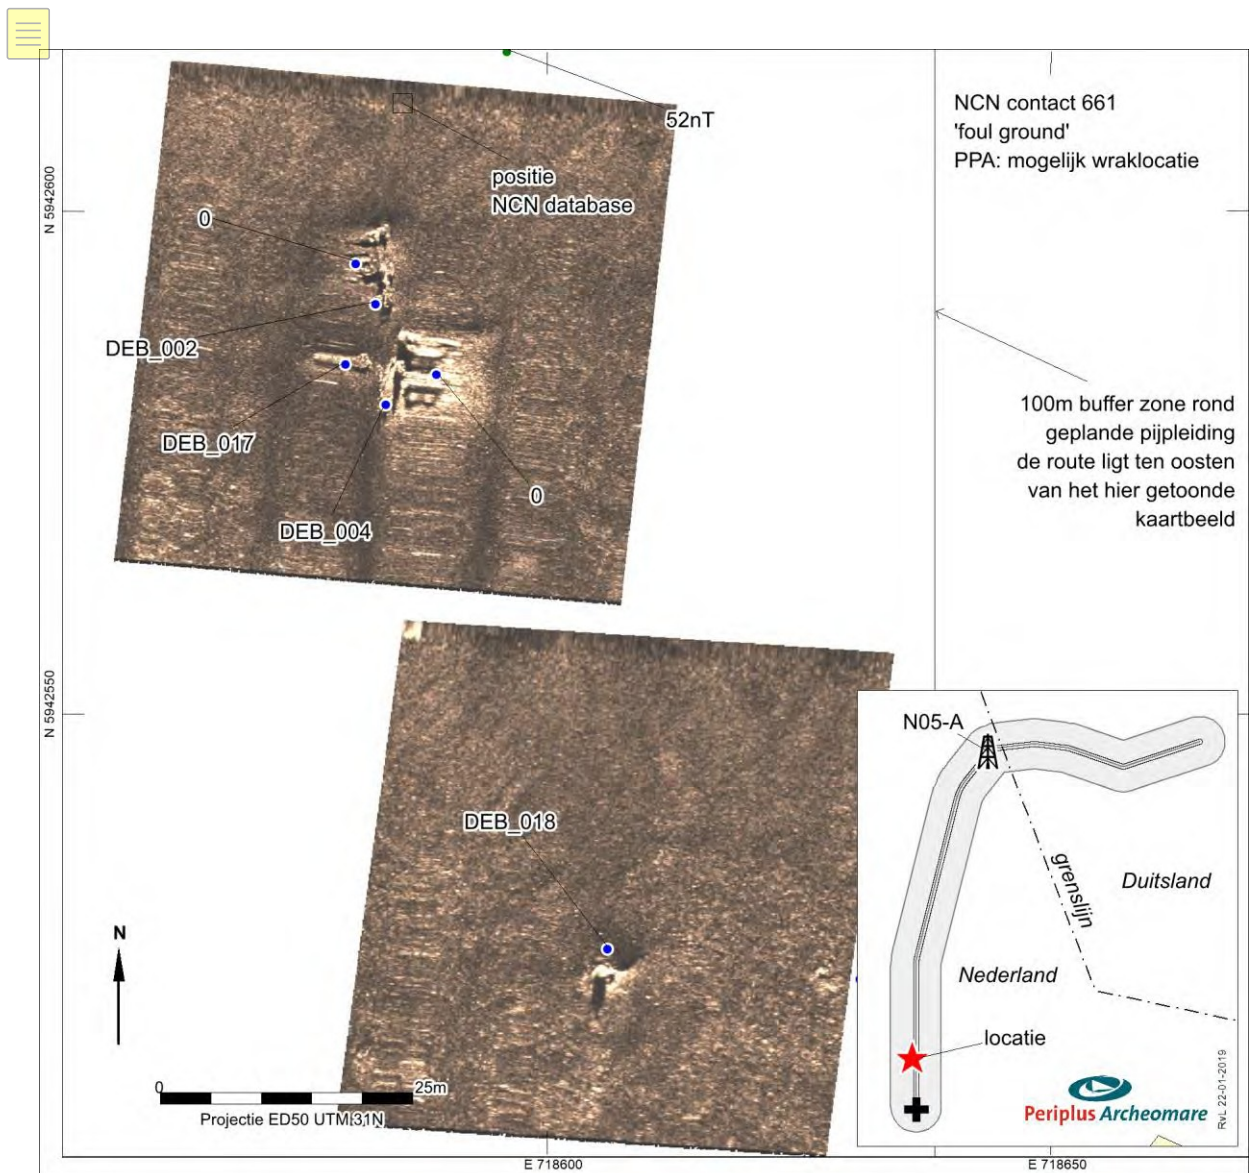 52nT
NCN contact 661
'foul ground'
PPA: mogelijk wraklocatie
positie
NCN database
N 5942600
0
DEB_002
DEB_017
DEB_004
0
100m buffer zone rond
geplande pijpleiding
de route ligt ten oosten
van het hier getoonde
kaartbeeld
N 5942550
DEB_018
N
0
25m
Projectie ED50 UTM 31N
N05-A
grenslijn
Duitsland
Nederland
locatie
Periplus Archeomare
RvL 22-01-2019
E 718600
E 718650